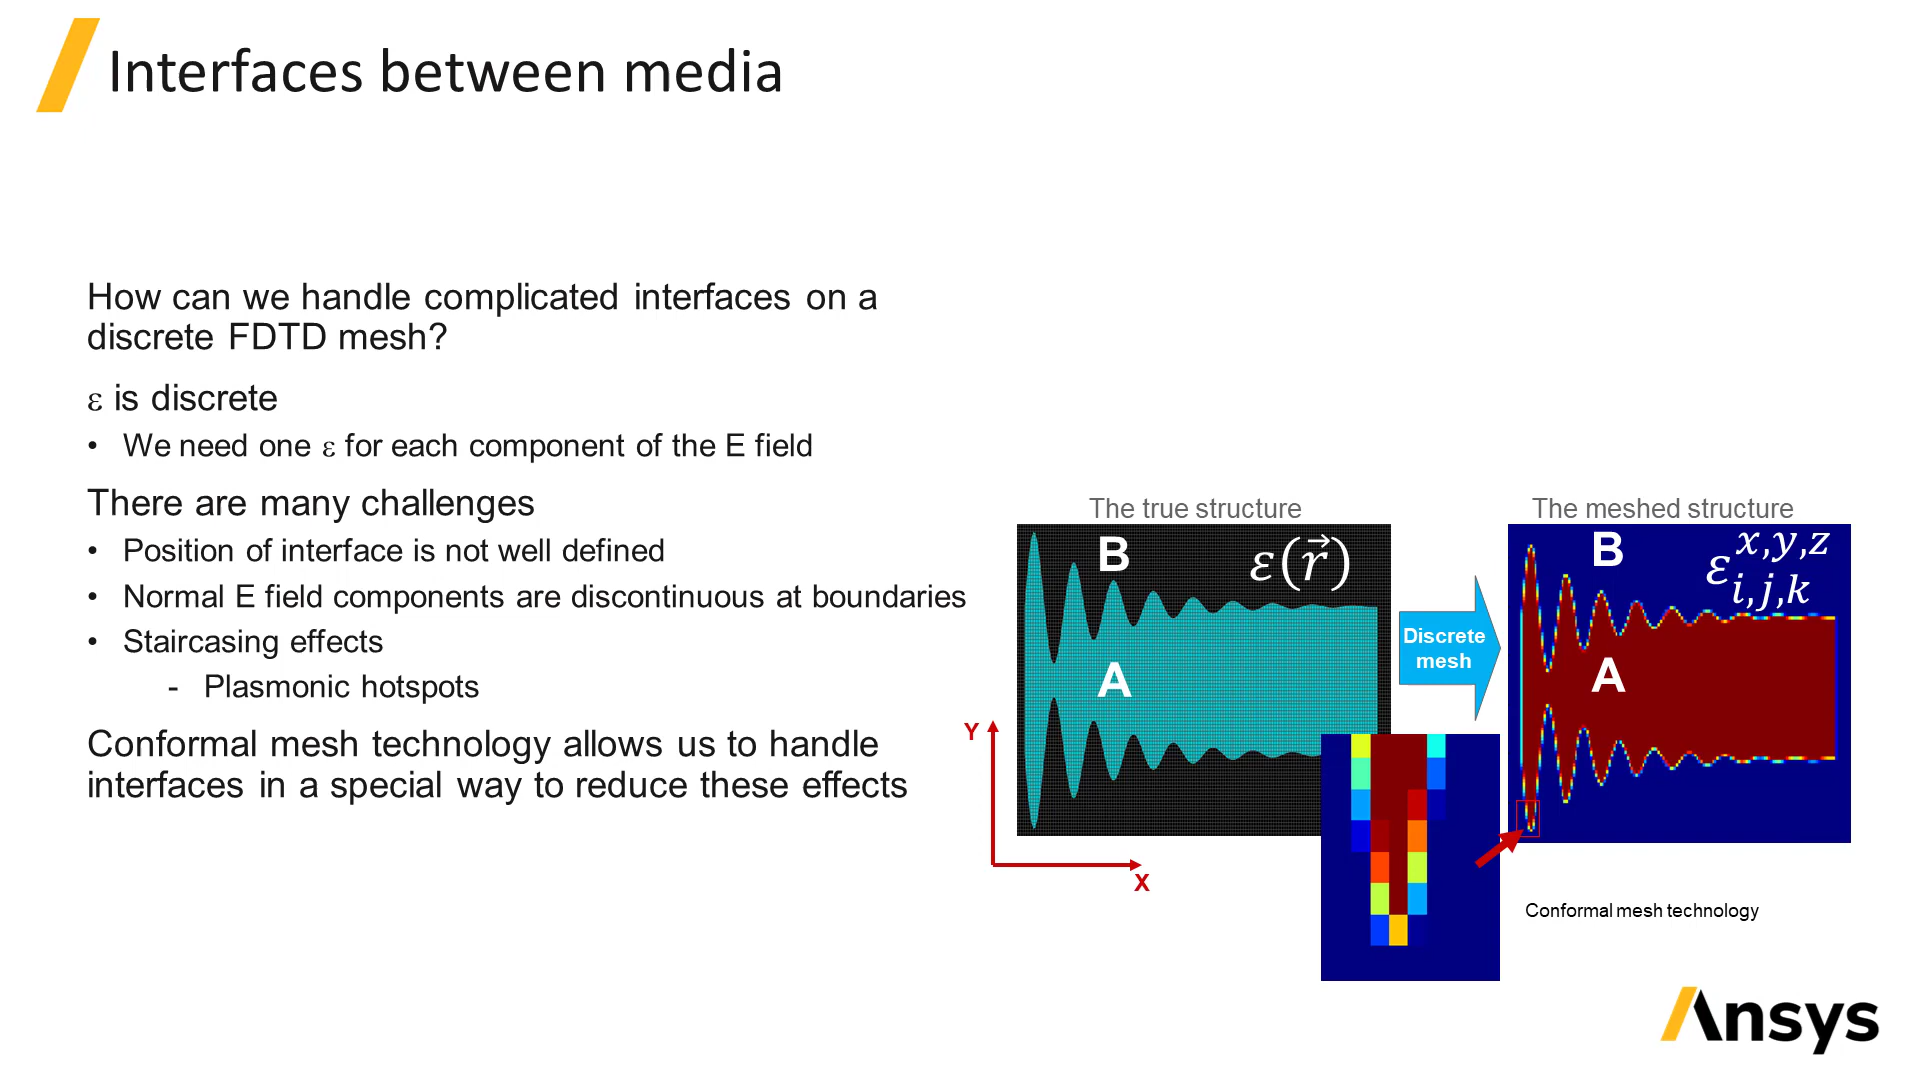 Interfaces between media
How can we handle complicated interfaces on a
discrete FDTD mesh?
ε is discrete
• We need one ε for each component of the E field
There are many challenges
• Position of interface is not well defined
• Normal E field components are discontinuous at boundaries
• Staircasing effects
- Plasmonic hotspots
Conformal mesh technology allows us to handle
interfaces in a special way to reduce these effects
The true structure
B
ε(r⃗)
A
Y
X
Discrete
mesh
The meshed structure
B
ε^{x,y,z}_{i,j,k}
A
Conformal mesh technology
Ansys